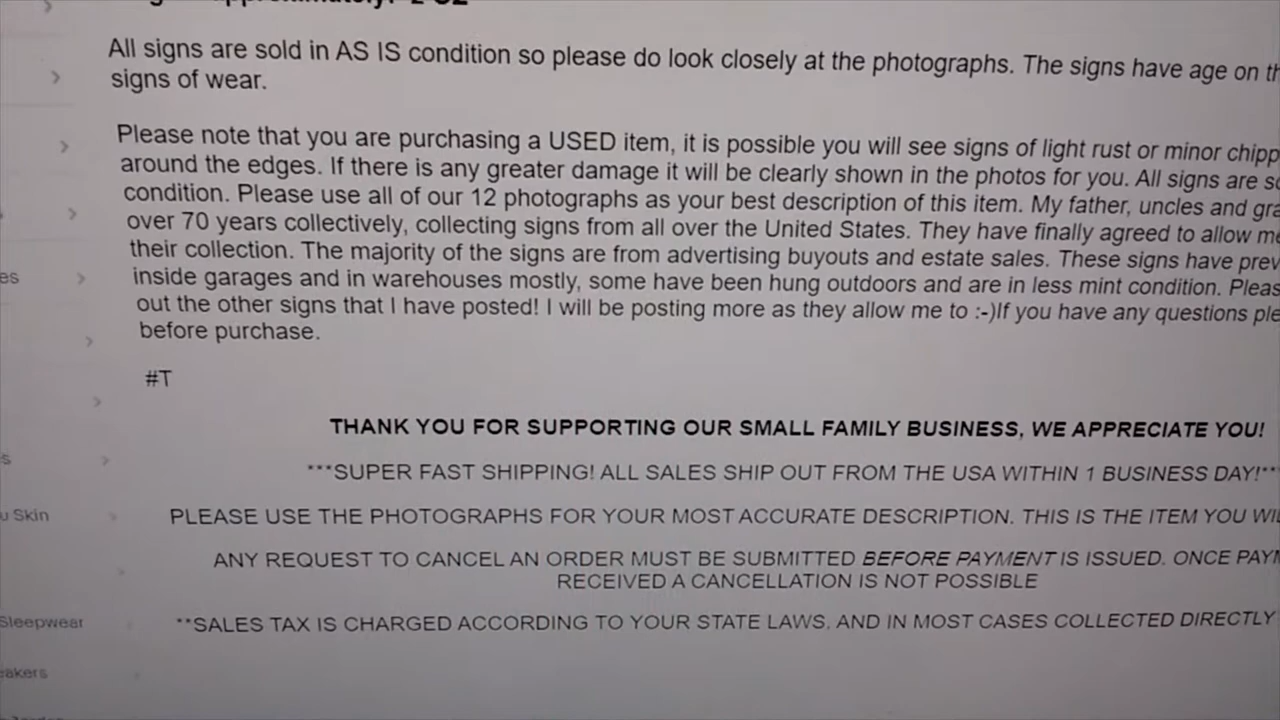 All signs are sold in AS IS condition so please do look closely at the photographs. The signs have age on
signs of wear.
Please note that you are purchasing a USED item, it is possible you will see signs of light rust or minor
around the edges. If there is any greater damage it will be clearly shown in the photos for you. All signs are
condition. Please use all of our 12 photographs as your best description of this item. My father, uncles and
over 70 years collectively, collecting signs from all over the United States. They have finally agreed to allow
their collection. The majority of the signs are from advertising buyouts and estate sales. These signs have
inside garages and in warehouses mostly, some have been hung outdoors and are in less mint condition.
out the other signs that I have posted! I will be posting more as they allow me to :-)If you have any questions
before purchase.
#T
THANK YOU FOR SUPPORTING OUR SMALL FAMILY BUSINESS, WE APPRECIATE YOU!
***SUPER FAST SHIPPING! ALL SALES SHIP OUT FROM THE USA WITHIN 1 BUSINESS DAY!**
PLEASE USE THE PHOTOGRAPHS FOR YOUR MOST ACCURATE DESCRIPTION. THIS IS THE ITEM YOU
ANY REQUEST TO CANCEL AN ORDER MUST BE SUBMITTED BEFORE PAYMENT IS ISSUED. ONCE
RECEIVED A CANCELLATION IS NOT POSSIBLE
**SALES TAX IS CHARGED ACCORDING TO YOUR STATE LAWS, AND IN MOST CASES COLLECTED DIRECTLY
Skin
Sleepwear